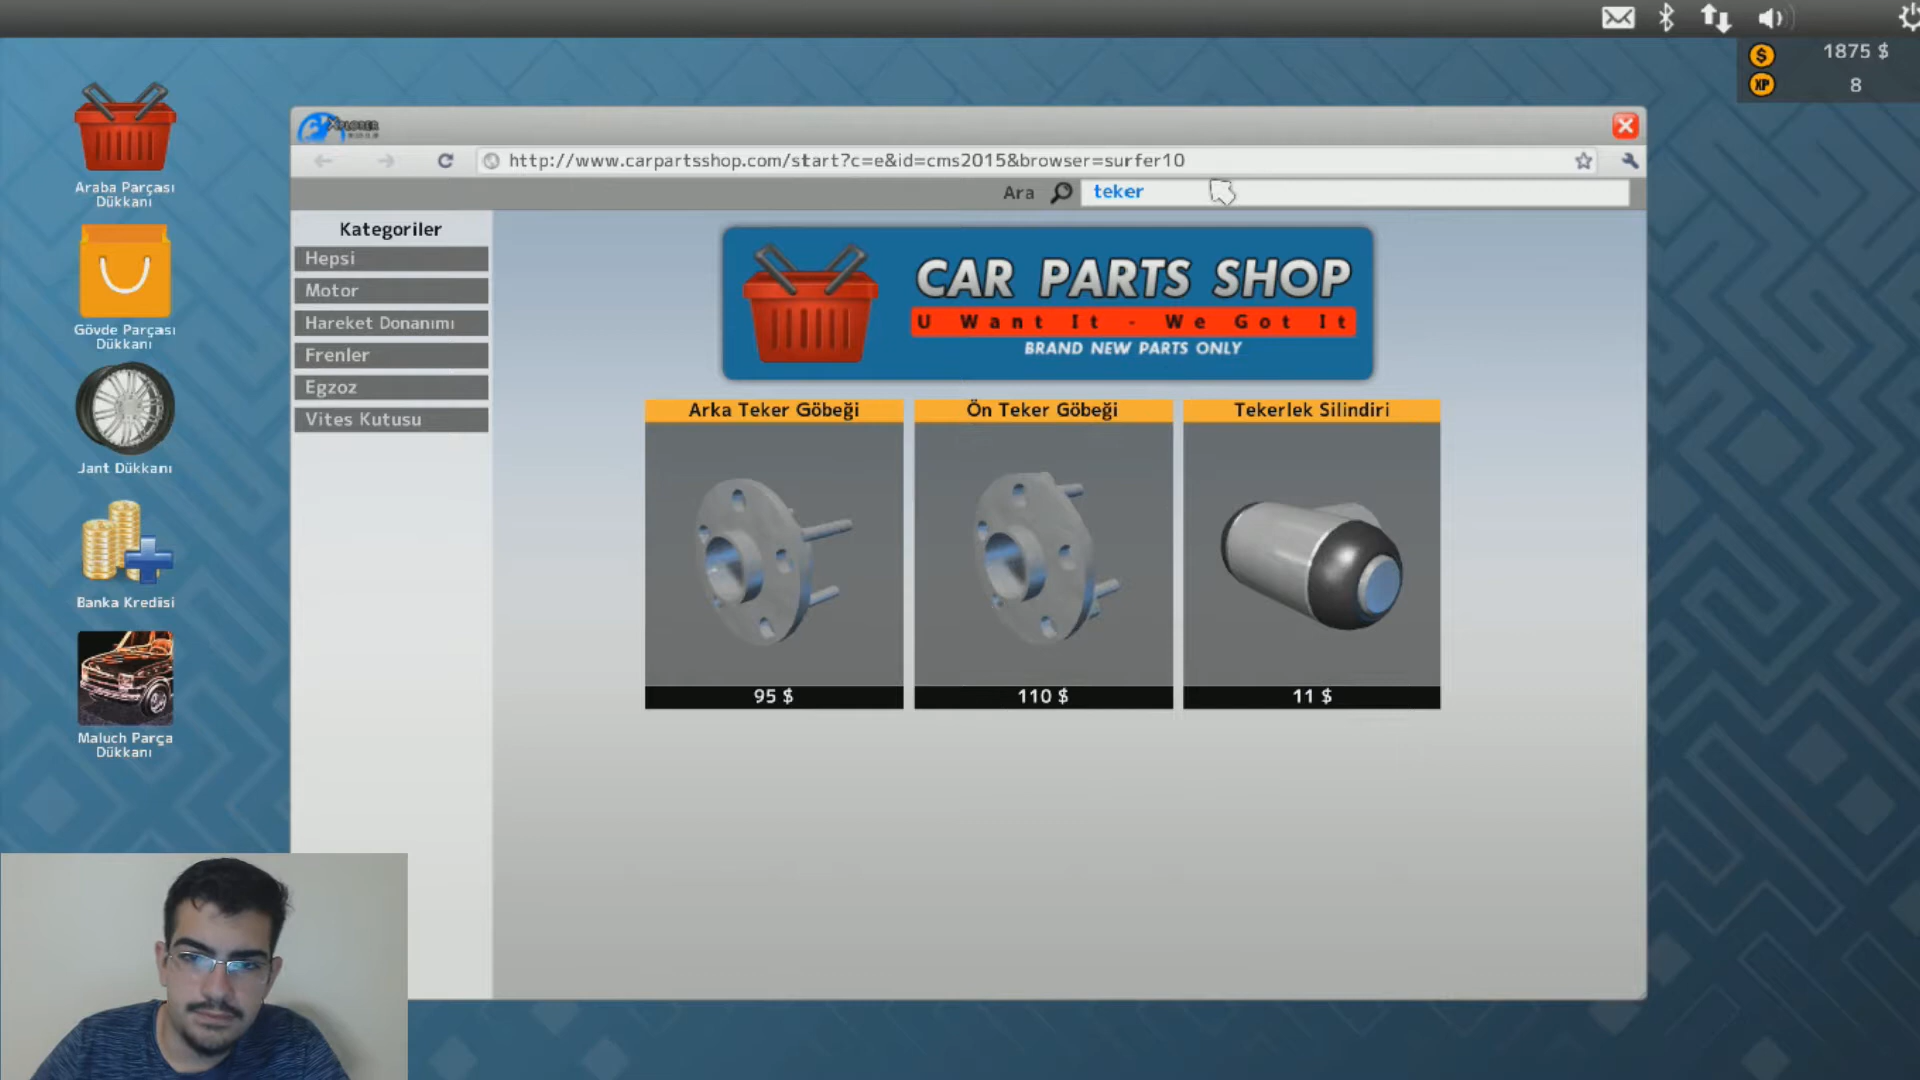 1875 $
XP
8
XPLORER
http://www.carpartsshop.com/start?c=e&id=cms2015&browser=surfer10
Ara
teker
Araba Parçası
Dükkanı
Gövde Parçası
Dükkanı
Jant Dükkanı
Banka Kredisi
Maluch Parça
Dükkanı
Kategoriler
Hepsi
Motor
Hareket Donanımı
Frenler
Egzoz
Vites Kutusu
CAR PARTS SHOP
U Want It - We Got It
BRAND NEW PARTS ONLY
Arka Teker Göbeği
Ön Teker Göbeği
Tekerlek Silindiri
95 $
110 $
11 $